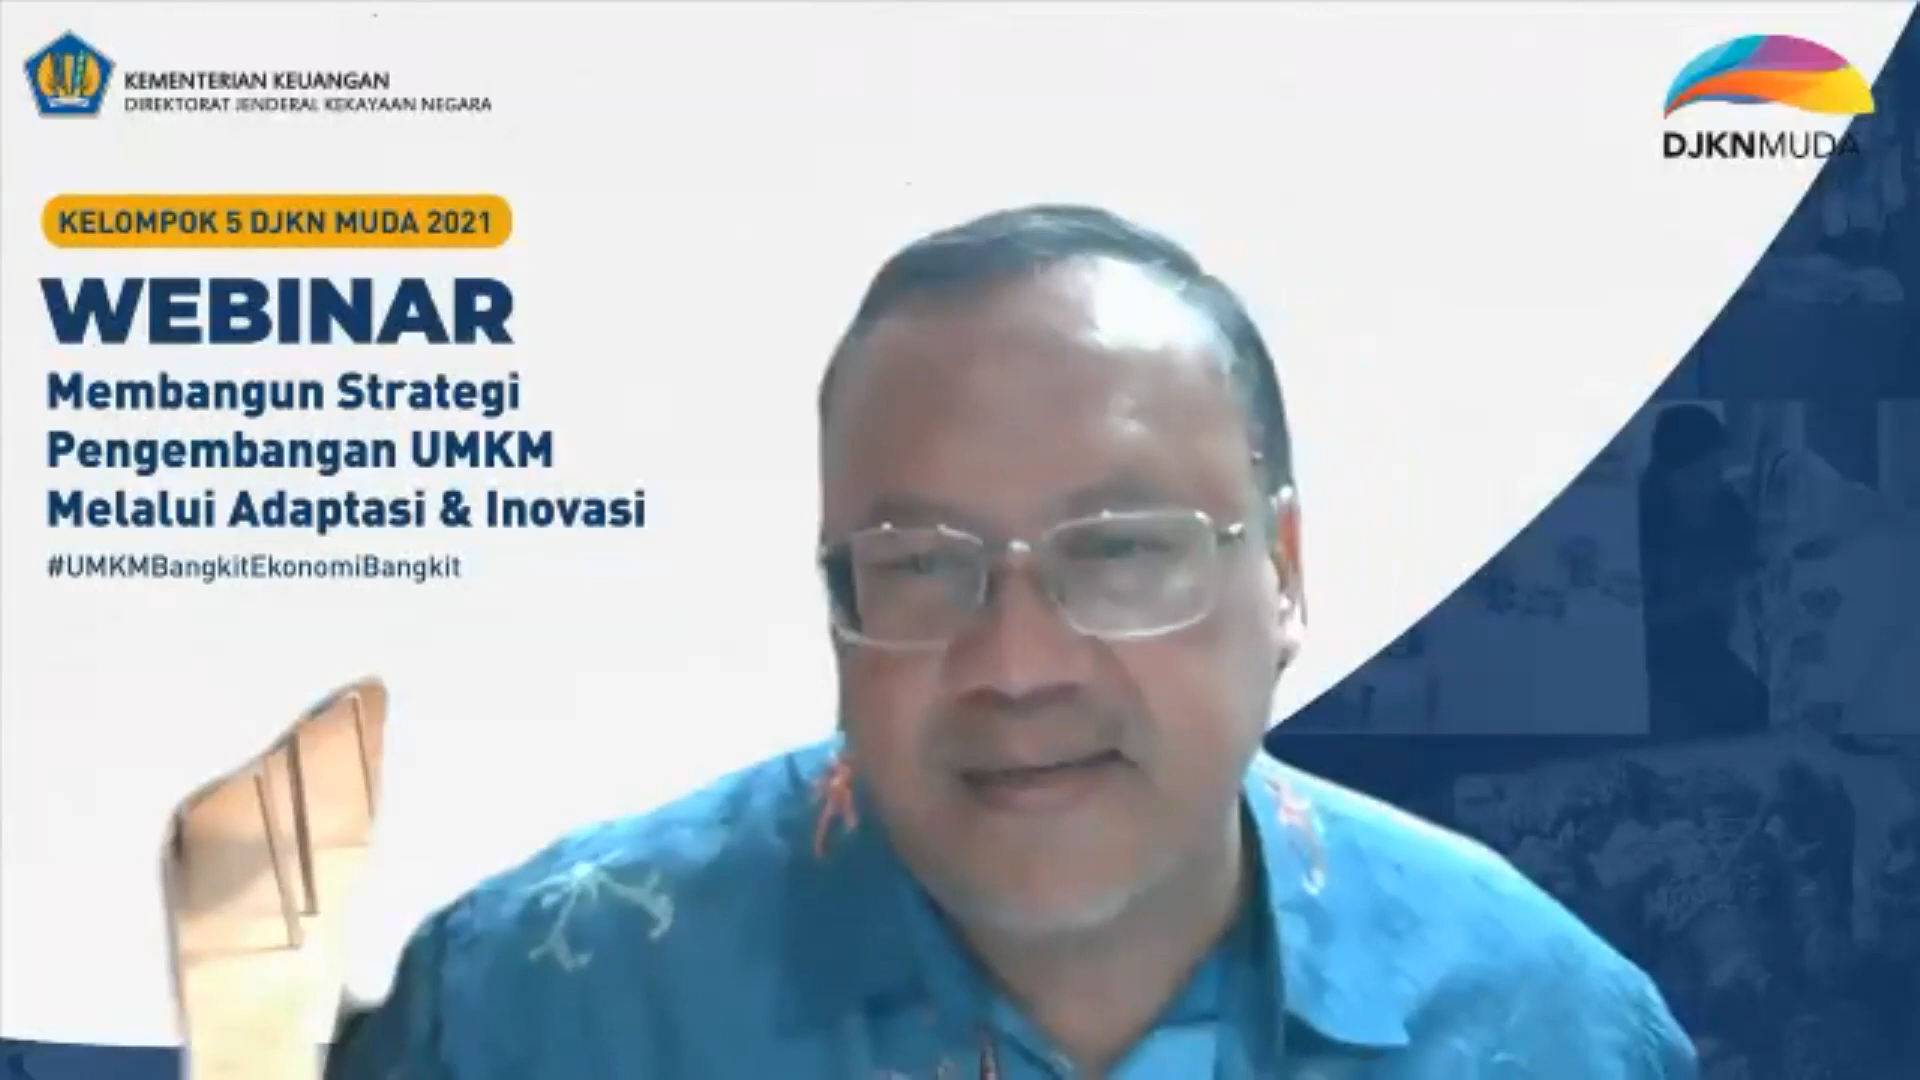 KEMENTERIAN KEUANGAN
DIREKTORAT JENDERAL KEKAYAAN NEGARA
DJKNMUDA
KELOMPOK 5 DJKN MUDA 2021
WEBINAR
Membangun Strategi
Pengembangan UMKM
Melalui Adaptasi & Inovasi
#UMKMBangkitEkonomiBangkit